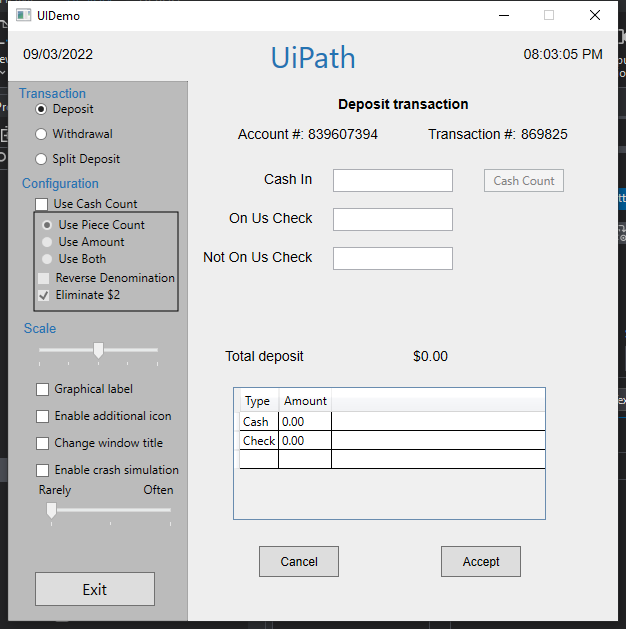 UIDemo
09/03/2022
UiPath
08:03:05 PM
Transaction
Deposit
Withdrawal
Split Deposit
Configuration
Use Cash Count
Use Piece Count
Use Amount
Use Both
Reverse Denomination
Eliminate $2
Scale
Graphical label
Enable additional icon
Change window title
Enable crash simulation
Rarely Often
Exit
Deposit transaction
Account #: 839607394 Transaction #: 869825
Cash In Cash Count
On Us Check
Not On Us Check
Total deposit $0.00
Type Amount
Cash 0.00
Check 0.00
Cancel Accept